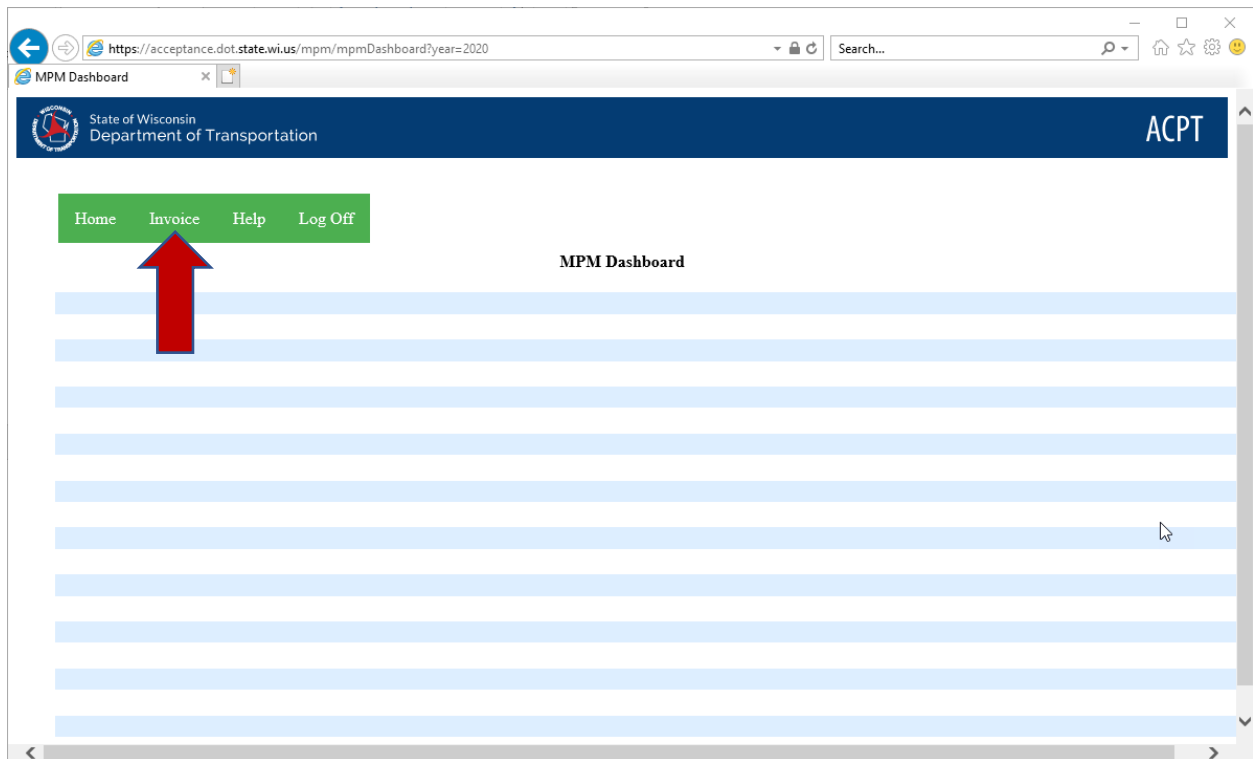 https://acceptance.dot.state.wi.us/mpm/mpmDashboard?year=2020
Search...
MPM Dashboard
State of Wisconsin
Department of Transportation
ACPT
Home Invoice Help Log Off
MPM Dashboard